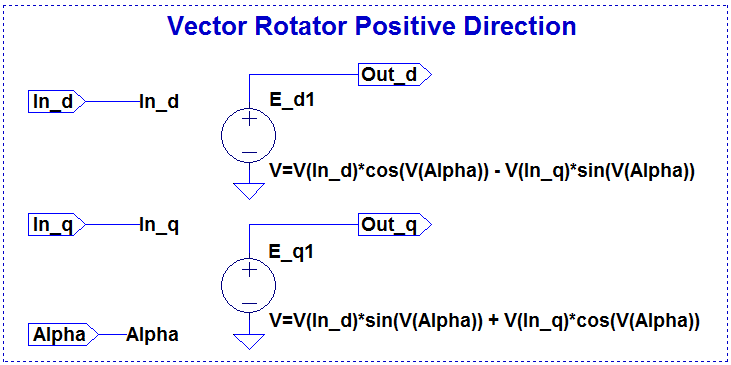 Vector Rotator Positive Direction
Out_d
In_d In_d
E_d1
+
−
V=V(In_d)*cos(V(Alpha)) - V(In_q)*sin(V(Alpha))
In_q In_q
Out_q
E_q1
+
−
V=V(In_d)*sin(V(Alpha)) + V(In_q)*cos(V(Alpha))
Alpha Alpha